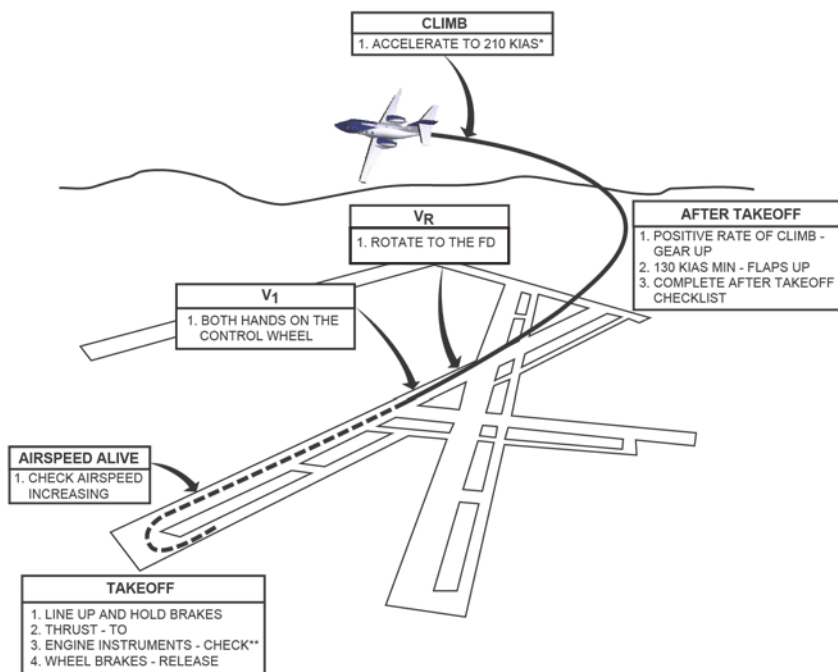 CLIMB
1. ACCELERATE TO 210 KIAS*
VR
1. ROTATE TO THE FD
AFTER TAKEOFF
1. POSITIVE RATE OF CLIMB -
GEAR UP
2. 130 KIAS MIN - FLAPS UP
3. COMPLETE AFTER TAKEOFF
CHECKLIST
V1
1. BOTH HANDS ON THE
CONTROL WHEEL
AIRSPEED ALIVE
1. CHECK AIRSPEED
INCREASING
TAKEOFF
1. LINE UP AND HOLD BRAKES
2. THRUST - TO
3. ENGINE INSTRUMENTS - CHECK**
4. WHEEL BRAKES - RELEASE